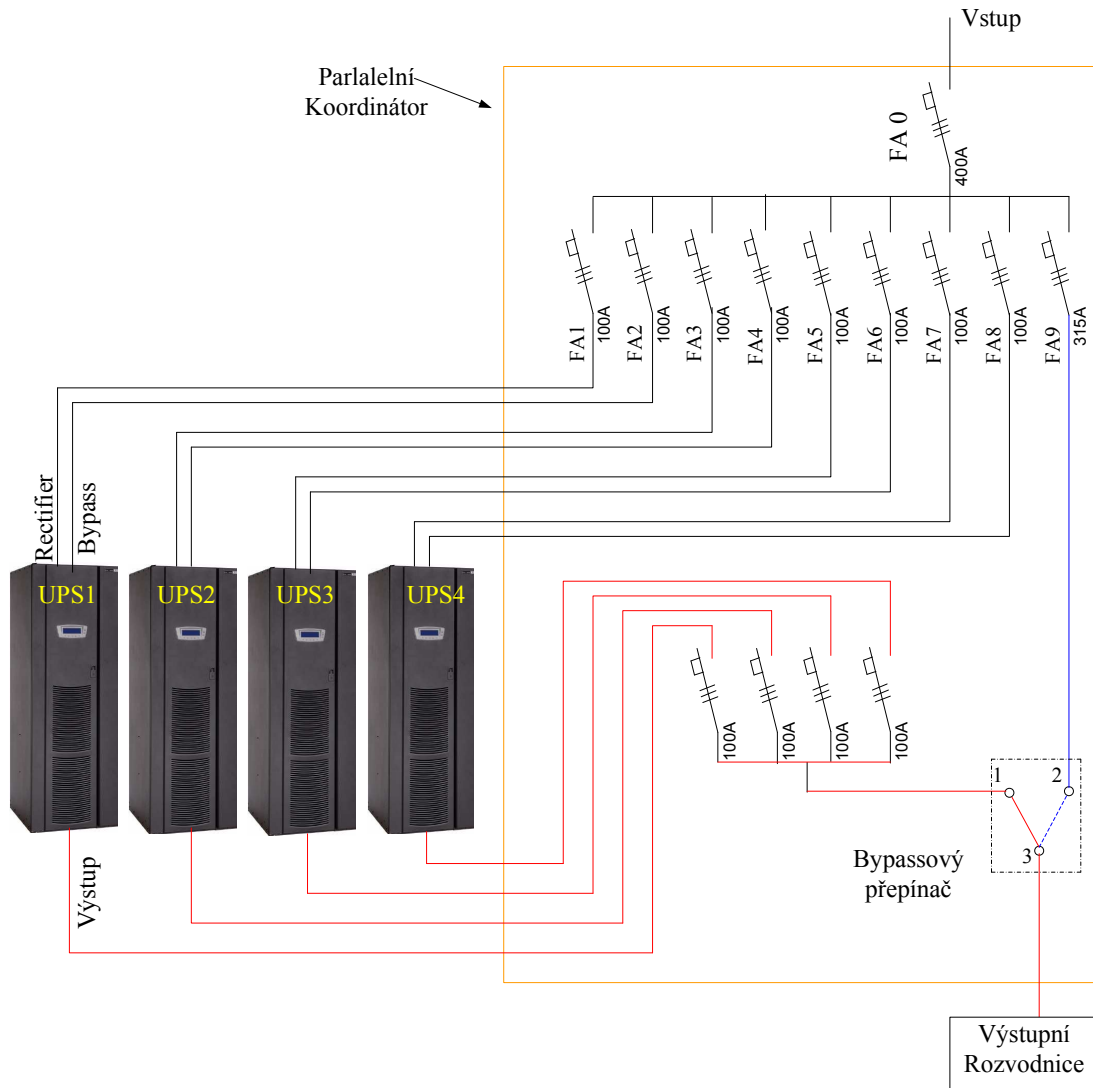 Vstup
Parlalelní
Koordinátor
FA 0
400A
FA1
100A
FA2
100A
FA3
100A
FA4
100A
FA5
100A
FA6
100A
FA7
100A
FA8
100A
FA9
315A
Rectifier
Bypass
UPS1
UPS2
UPS3
UPS4
100A
100A
100A
100A
1
2
3
Bypassový
přepínač
Výstup
Výstupní
Rozvodnice